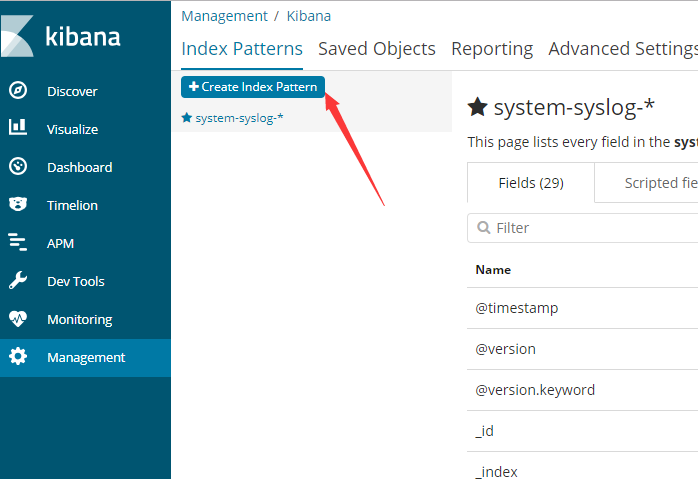 kibana
Discover
Visualize
Dashboard
Timelion
APM
Dev Tools
Monitoring
Management
Management / Kibana
Index Patterns Saved Objects Reporting Advanced Settings
Create Index Pattern
system-syslog-*
system-syslog-*
This page lists every field in the sys
Fields (29) Scripted fie
Filter
Name
@timestamp
@version
@version.keyword
_id
_index